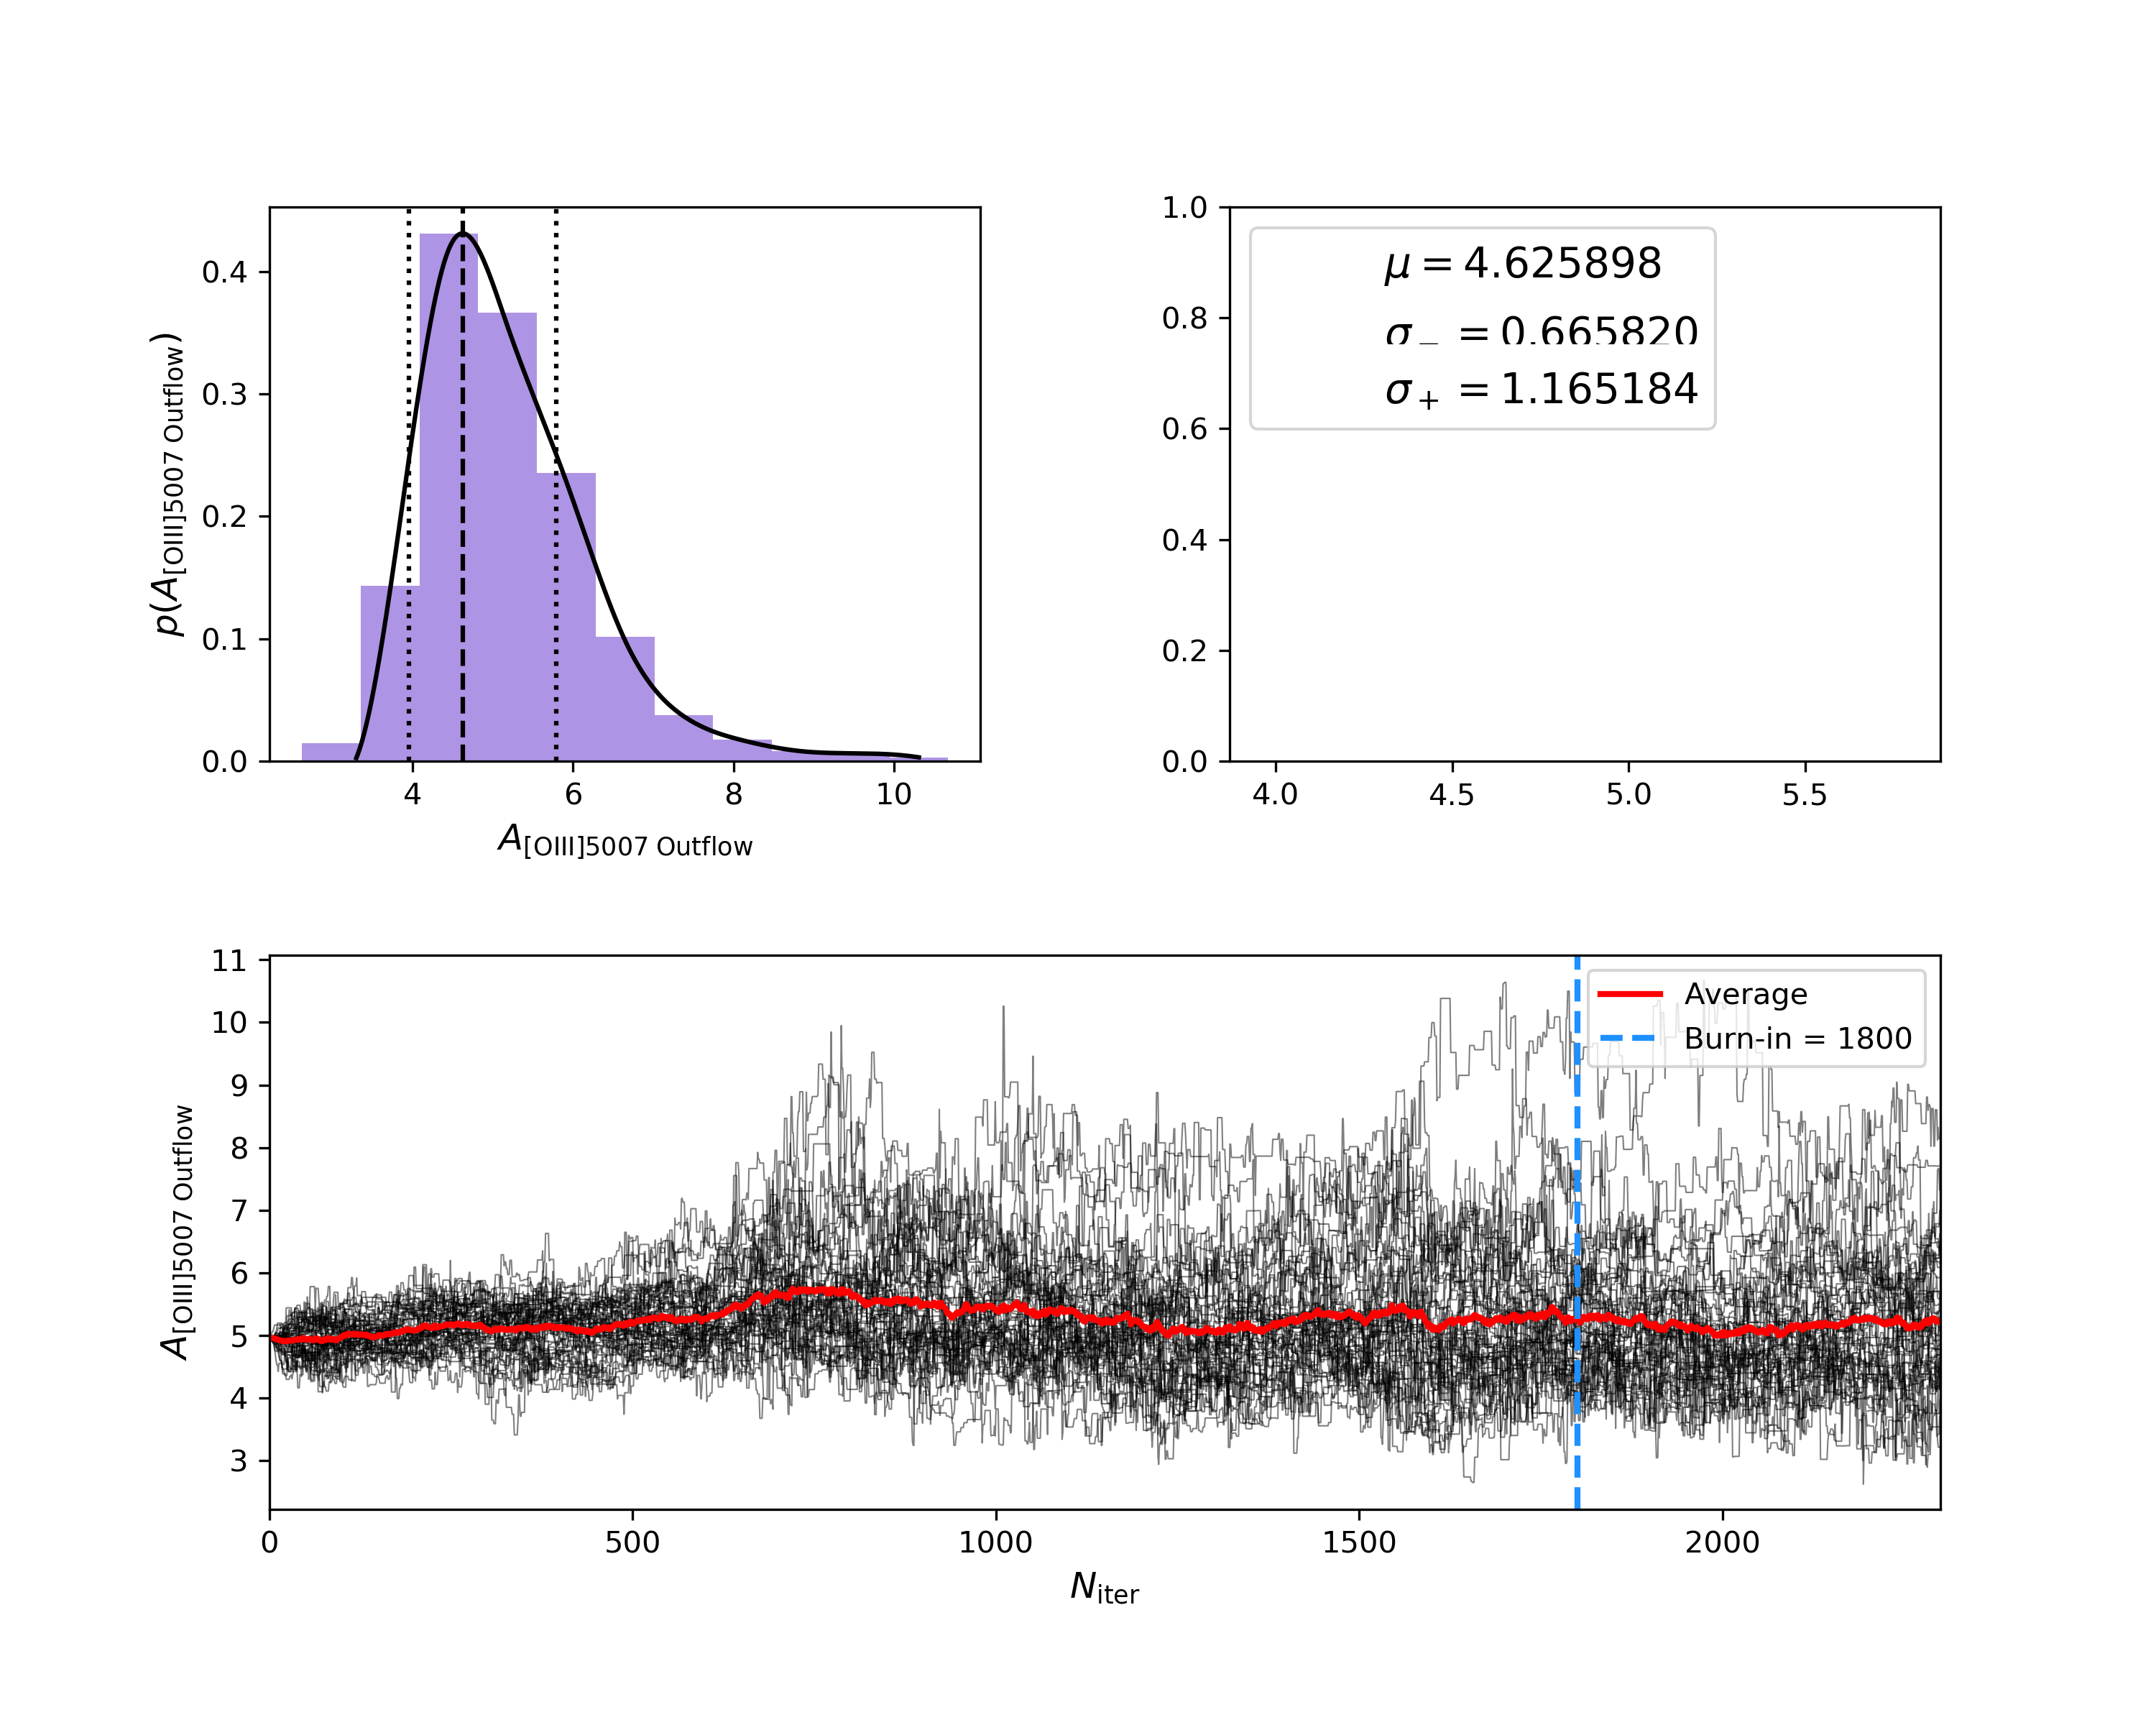 0.4
0.3
0.2
0.1
0.0
p(A[OIII]5007 Outflow)
4 6 8 10
A[OIII]5007 Outflow
1.0
0.8
0.6
0.4
0.2
0.0
μ = 4.625898
σ− = 0.665820
σ+ = 1.165184
4.0 4.5 5.0 5.5
11
10
9
8
7
6
5
4
3
A[OIII]5007 Outflow
Average
Burn-in = 1800
0 500 1000 1500 2000
Niter